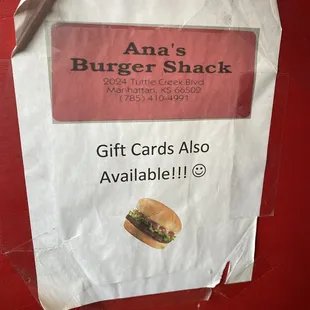 Ana's
Burger Shack
2024 Tuttle Creek Blvd
Manhattan, KS 66502
(785) 410-4991
Gift Cards Also
Available!!! ☺